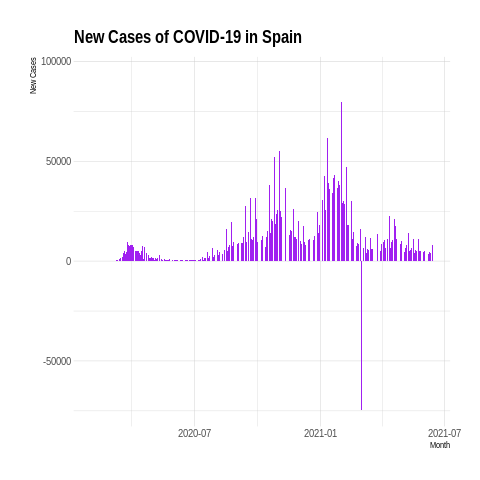 New Cases of COVID-19 in Spain
New Cases
100000
50000
0
-50000
2020-07
2021-01
2021-07
Month